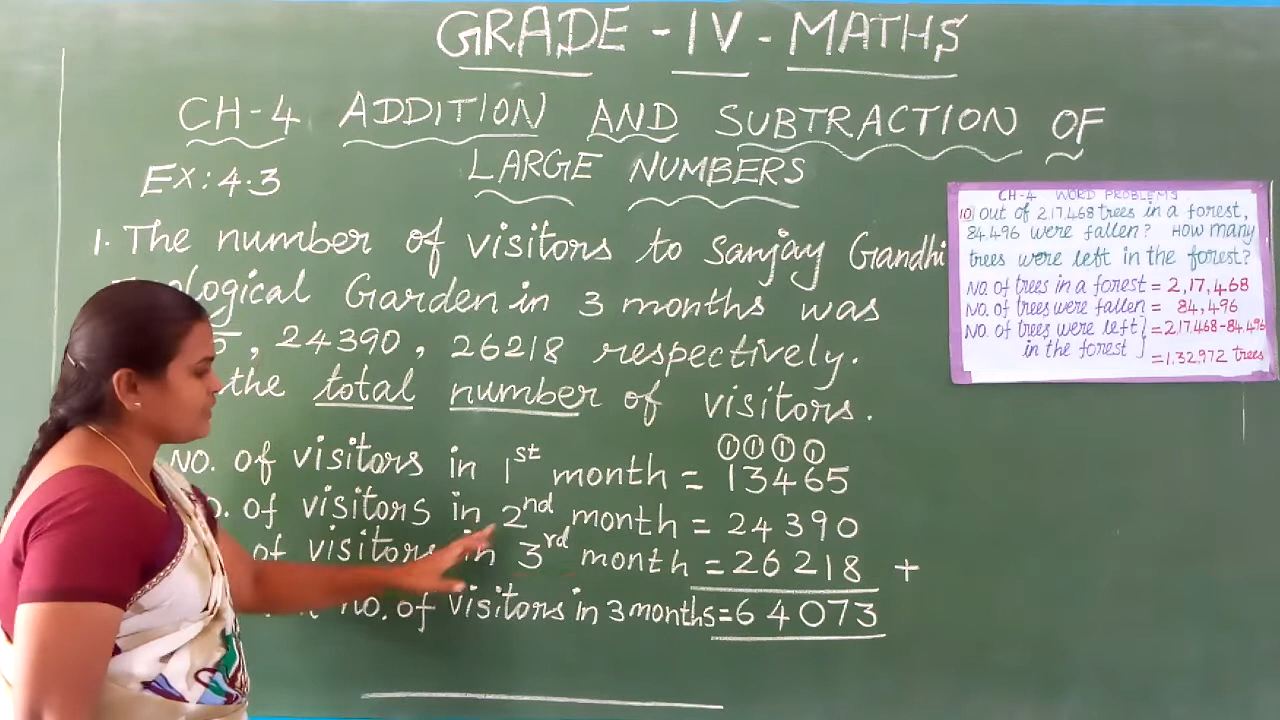 GRADE - IV - MATHS
CH-4 ADDITION AND SUBTRACTION OF
LARGE NUMBERS
EX: 4.3
1. The number of visitors to Sanjay Gandhi
Garden in 3 months was
, 24390, 26218 respectively.
the total number of visitors.
① ① ① ①
NO. of visitors in 1st month = 13465
of visitors in 2nd month = 24390
of visitors in 3rd month = 26218 +
no. of visitors in 3 months = 64073
CH-4 WORD PROBLEMS
10) Out of 2,17,468 trees in a forest,
84,496 were fallen? How many
trees were left in the forest?
NO. of trees in a forest = 2,17,468
NO. of trees were fallen = 84,496
NO. of trees were left } = 2,17,468 - 84,496
in the forest } = 1,32,972 trees